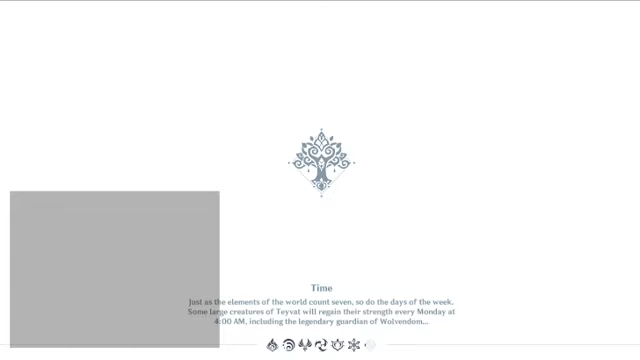 Time
Just as the elements of the world count seven, so do the days of the week.
Some large creatures of Teyvat will regain their strength every Monday at
4:00 AM, including the legendary guardian of Wolvendom...